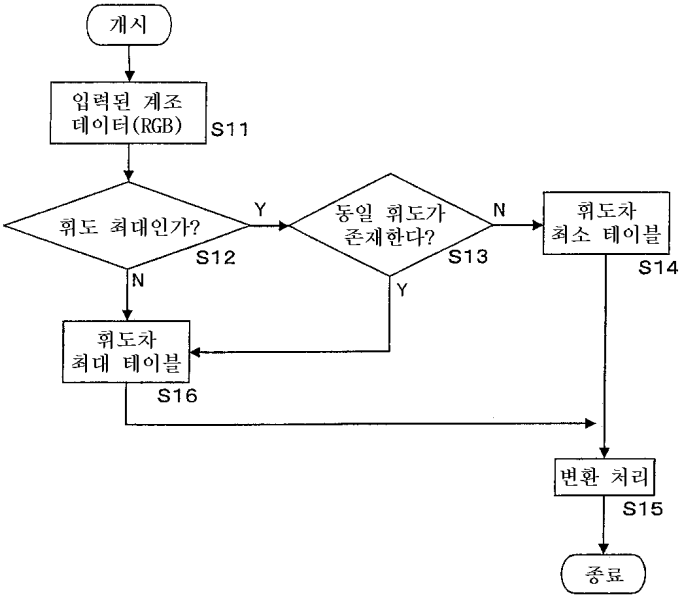 개시
입력된 계조
데이터(RGB)
S11
휘도 최대인가?
S12
Y
N
동일 휘도가
존재한다?
S13
N
Y
휘도차
최소 테이블
S14
휘도차
최대 테이블
S16
변환 처리
S15
종료